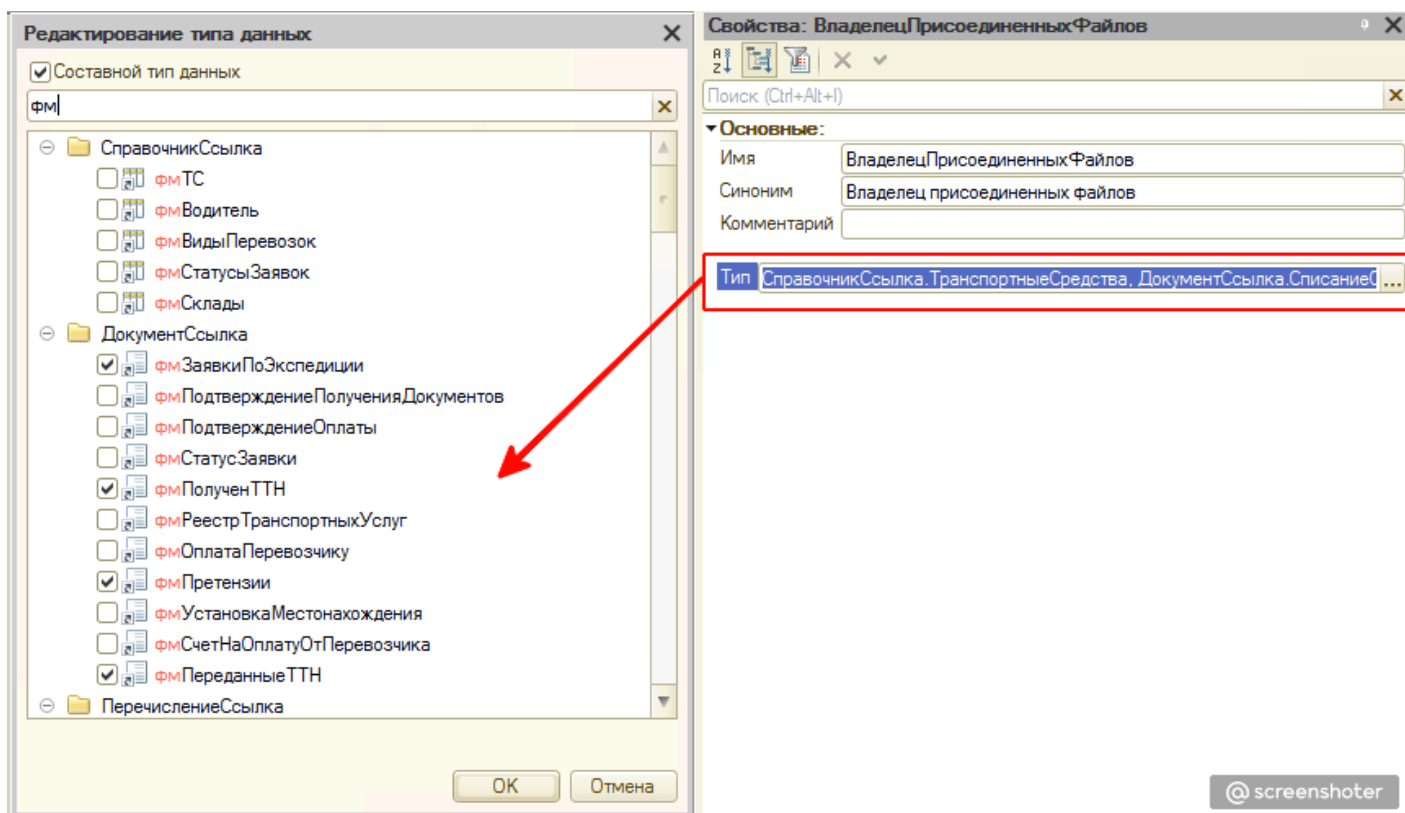 Редактирование типа данных
Составной тип данных
фм
СправочникСсылка
фмТС
фмВодитель
фмВидыПеревозок
фмСтатусыЗаявок
фмСклады
ДокументСсылка
фмЗаявкиПоЭкспедиции
фмПодтверждениеПолученияДокументов
фмПодтверждениеОплаты
фмСтатусЗаявки
фмПолученТТН
фмРеестрТранспортныхУслуг
фмОплатаПеревозчику
фмПретензии
фмУстановкаМестонахождения
фмСчетНаОплатуОтПеревозчика
фмПереданныеТТН
ПеречислениеСсылка
OK
Отмена
Свойства: ВладелецПрисоединенныхФайлов
Поиск (Ctrl+Alt+I)
Основные:
Имя ВладелецПрисоединенныхФайлов
Синоним Владелец присоединенных файлов
Комментарий
Тип СправочникСсылка.ТранспортныеСредства, ДокументСсылка.Списание ...
@screenshoter